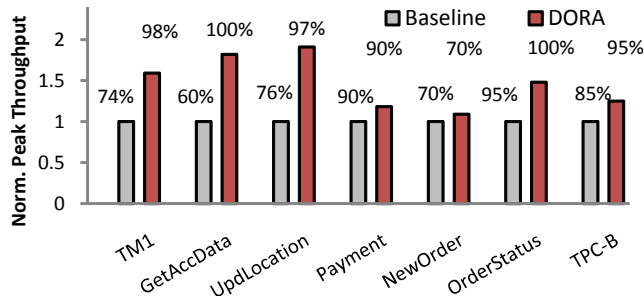 Baseline DORA
98% 100% 97% 90% 70% 100% 95%
74% 60% 76% 90% 70% 95% 85%
Norm. Peak Throughput
2
1.5
1
0.5
0
TM1
GetAccData
UpdLocation
Payment
NewOrder
OrderStatus
TPC-B